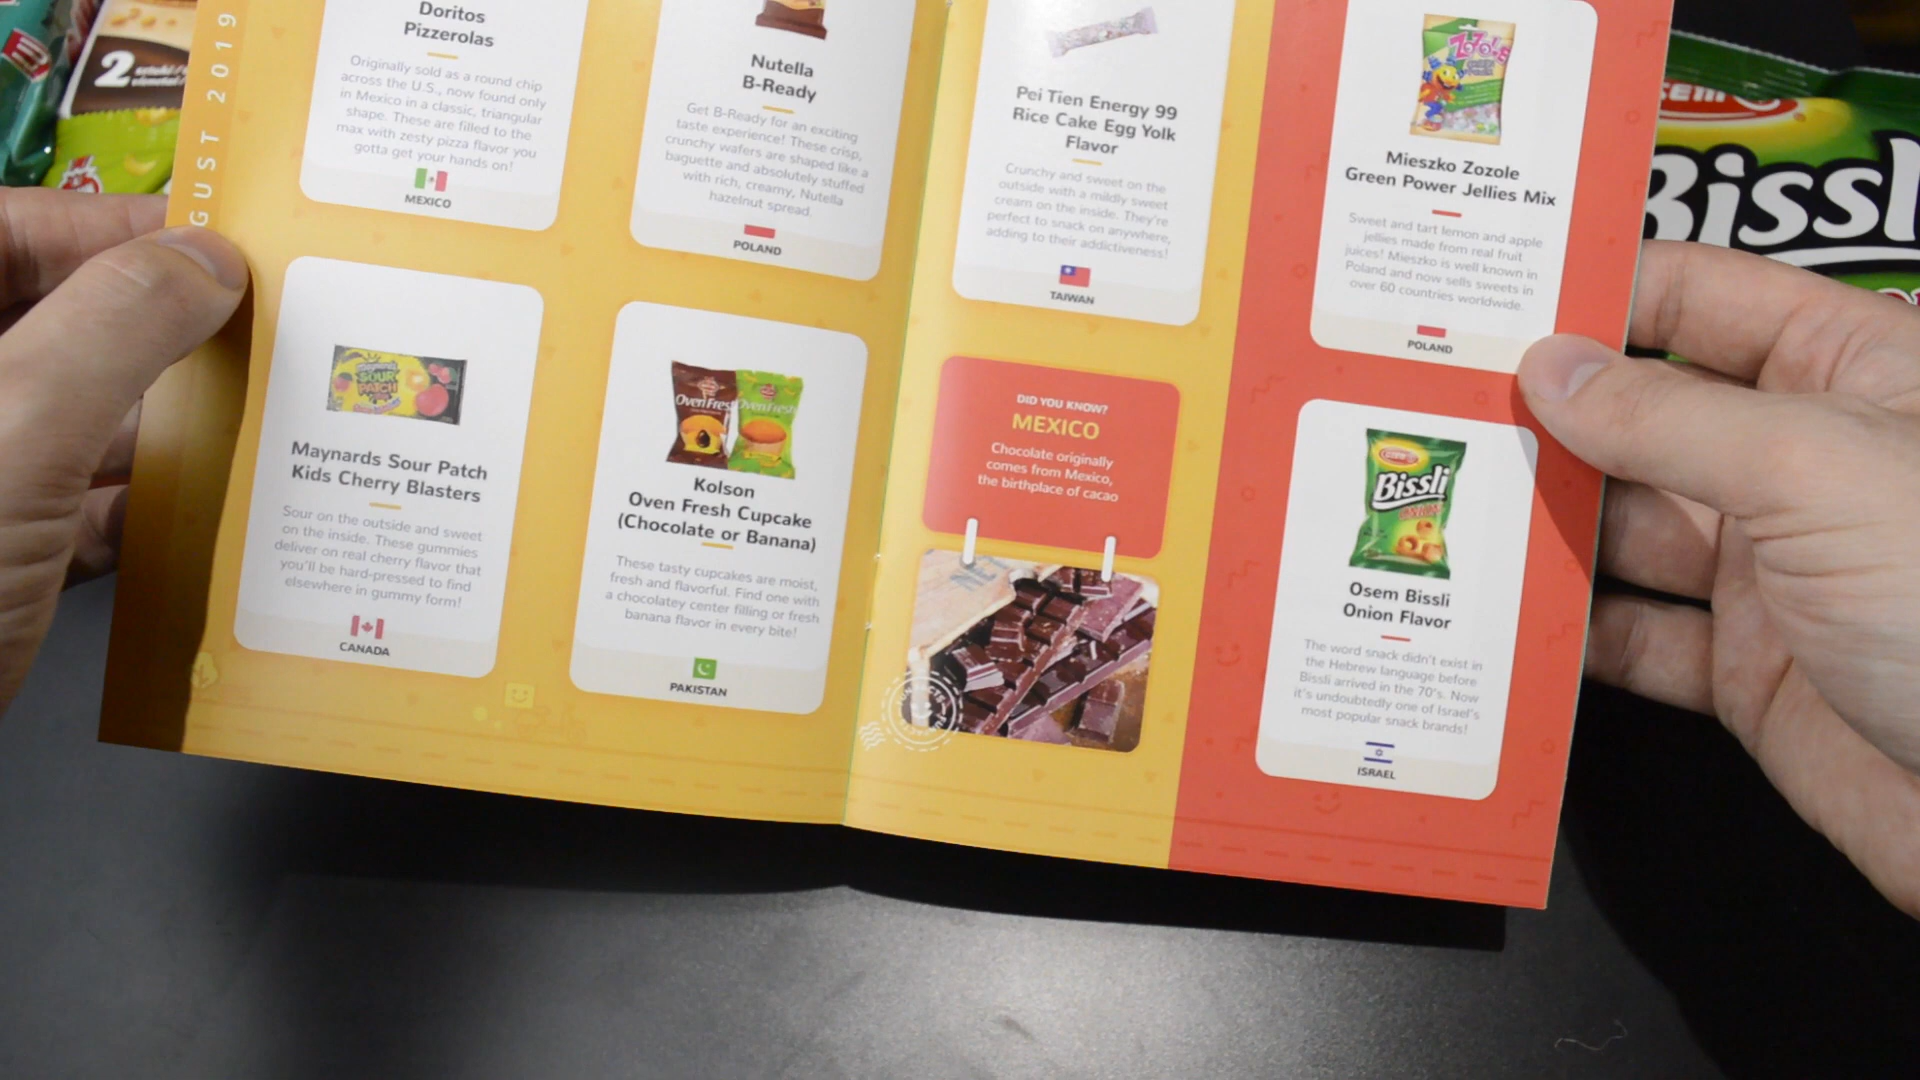 GUST 2019
2
Doritos
Pizzerolas
Originally sold as a round chip
across the U.S., now found only
in Mexico in a classic, triangular
shape. These are filled to the
max with zesty pizza flavor you
gotta get your hands on!
MEXICO
Nutella
B-Ready
Get B-Ready for an exciting
taste experience! These crisp,
crunchy wafers are shaped like a
baguette and absolutely stuffed
with rich, creamy, Nutella
hazelnut spread.
POLAND
Maynards Sour Patch
Kids Cherry Blasters
Sour on the outside and sweet
on the inside. These gummies
deliver on real cherry flavor that
you'll be hard-pressed to find
elsewhere in gummy form!
CANADA
SOUR
PATCH
Oven Fresh
Oven Fresh
Kolson
Oven Fresh Cupcake
(Chocolate or Banana)
These tasty cupcakes are moist,
fresh and flavorful. Find one with
a chocolatey center filling or fresh
banana flavor in every bite!
PAKISTAN
Pei Tien Energy 99
Rice Cake Egg Yolk
Flavor
Crunchy and sweet on the
outside with a mildly sweet
cream on the inside. They're
perfect to snack on anywhere,
adding to their addictiveness!
TAIWAN
DID YOU KNOW?
MEXICO
Chocolate originally
comes from Mexico,
the birthplace of cacao
NET
Mieszko Zozole
Green Power Jellies Mix
Sweet and tart lemon and apple
jellies made from real fruit
juices! Mieszko is well known in
Poland and now sells sweets in
over 60 countries worldwide.
POLAND
Bissli
ONION
Osem Bissli
Onion Flavor
The word snack didn't exist in
the Hebrew language before
Bissli arrived in the 70's. Now
it's undoubtedly one of Israel's
most popular snack brands!
ISRAEL
Bissl